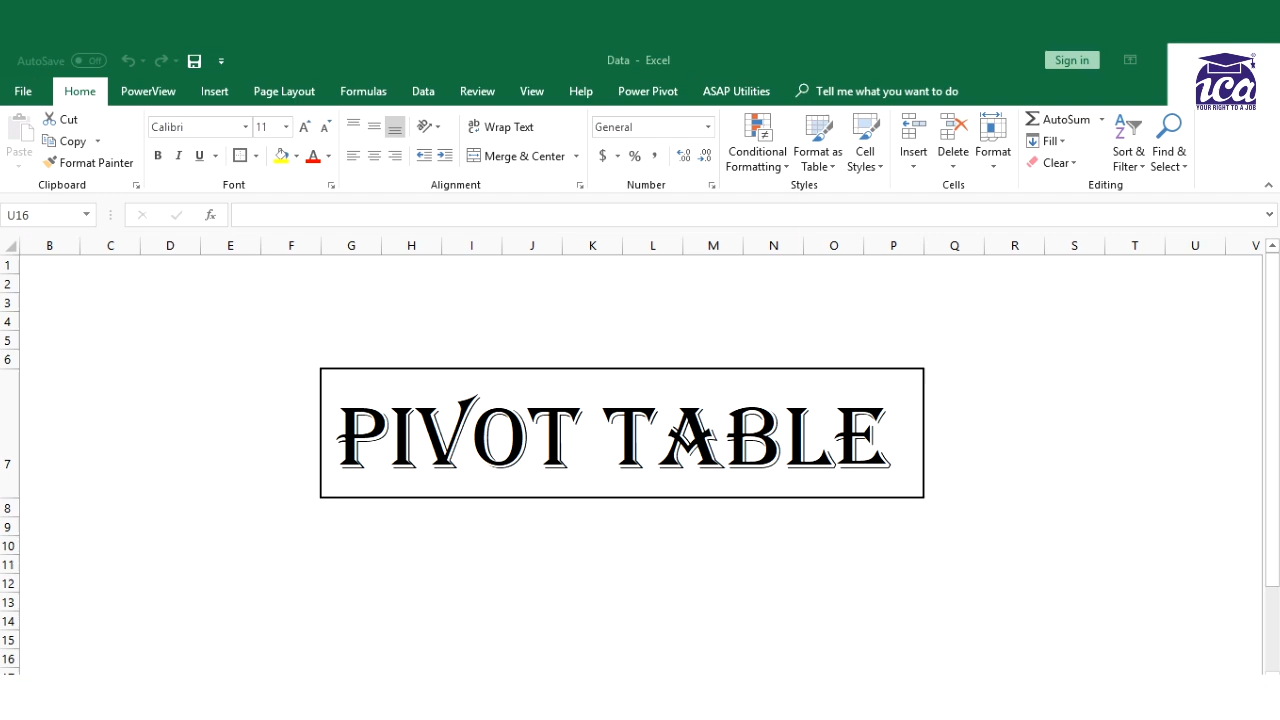 AutoSave Off Data - Excel Sign in
ica
YOUR RIGHT TO A JOB
File Home PowerView Insert Page Layout Formulas Data Review View Help Power Pivot ASAP Utilities Tell me what you want to do
Paste
Cut
Copy
Format Painter
Clipboard
Calibri 11
B I U A
Font
ab Wrap Text
Merge & Center
Alignment
General
$ % ,
Number
Conditional Formatting
Format as Table
Cell Styles
Styles
Insert Delete Format
Cells
AutoSum
Fill
Clear
Sort & Filter
Find & Select
Editing
U16 fx
B C D E F G H I J K L M N O P Q R S T U V
1
2
3
4
5
6
PIVOT TABLE
7
8
9
10
11
12
13
14
15
16